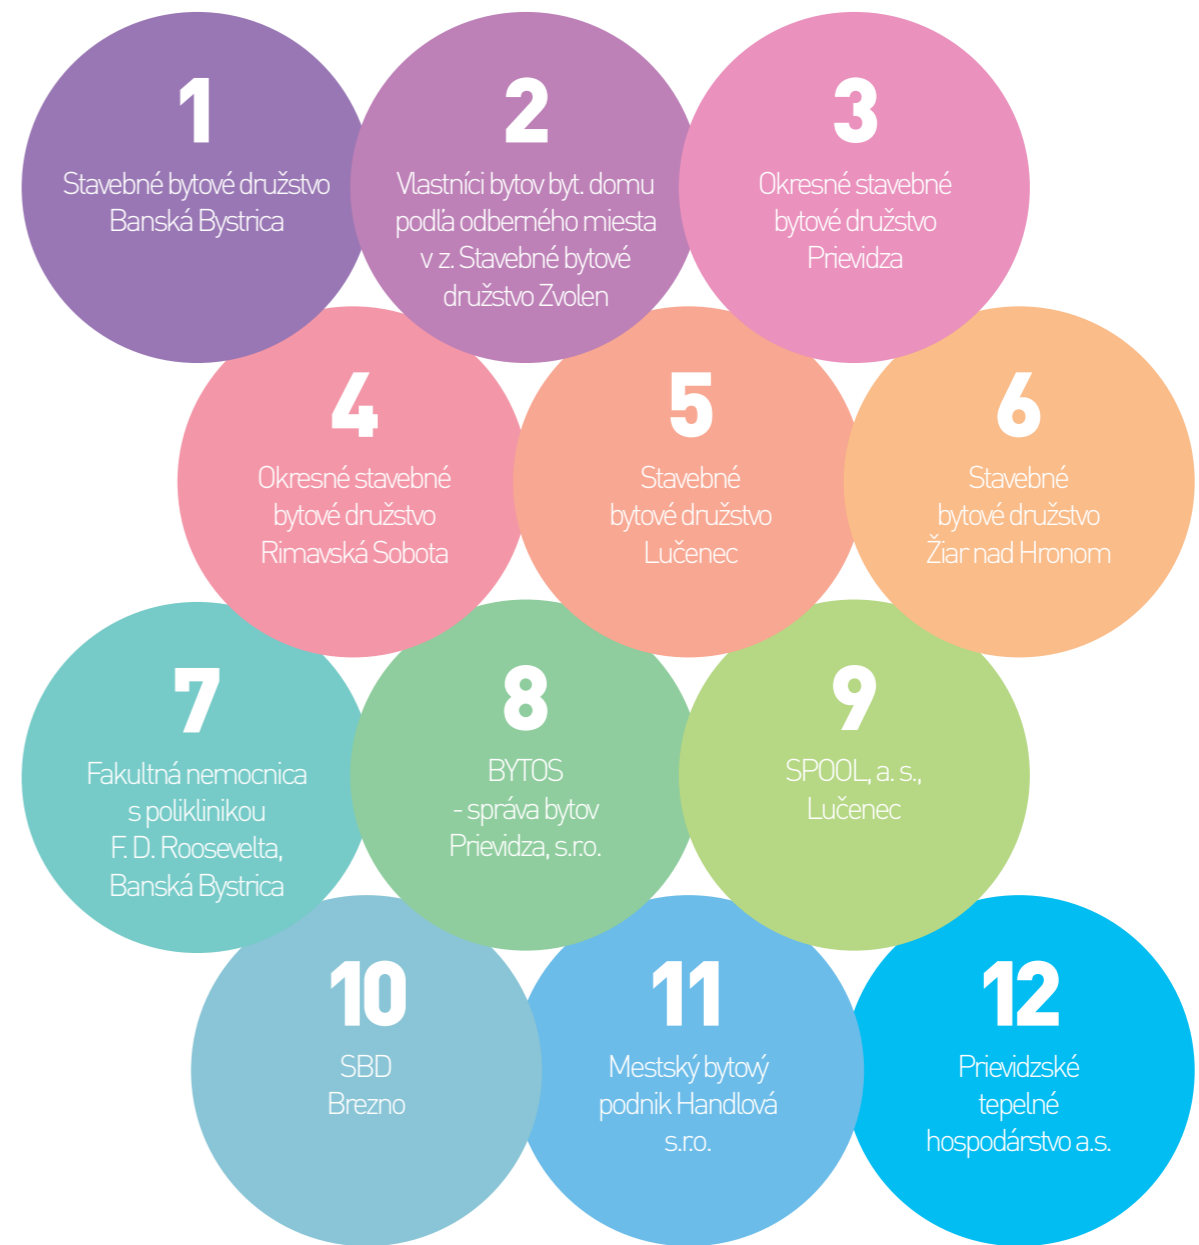 1
Stavebné bytové družstvo
Banská Bystrica
2
Vlastníci bytov byt. domu
podľa odberného miesta
v z. Stavebné bytové
družstvo Zvolen
3
Okresné stavebné
bytové družstvo
Prievidza
4
Okresné stavebné
bytové družstvo
Rimavská Sobota
5
Stavebné
bytové družstvo
Lučenec
6
Stavebné
bytové družstvo
Žiar nad Hronom
7
Fakultná nemocnica
s poliklinikou
F. D. Roosevelta,
Banská Bystrica
8
BYTOS
- správa bytov
Prievidza, s.r.o.
9
SPOOL, a. s.,
Lučenec
10
SBD
Brezno
11
Mestský bytový
podnik Handlová
s.r.o.
12
Prievidzské
tepelné
hospodárstvo a.s.